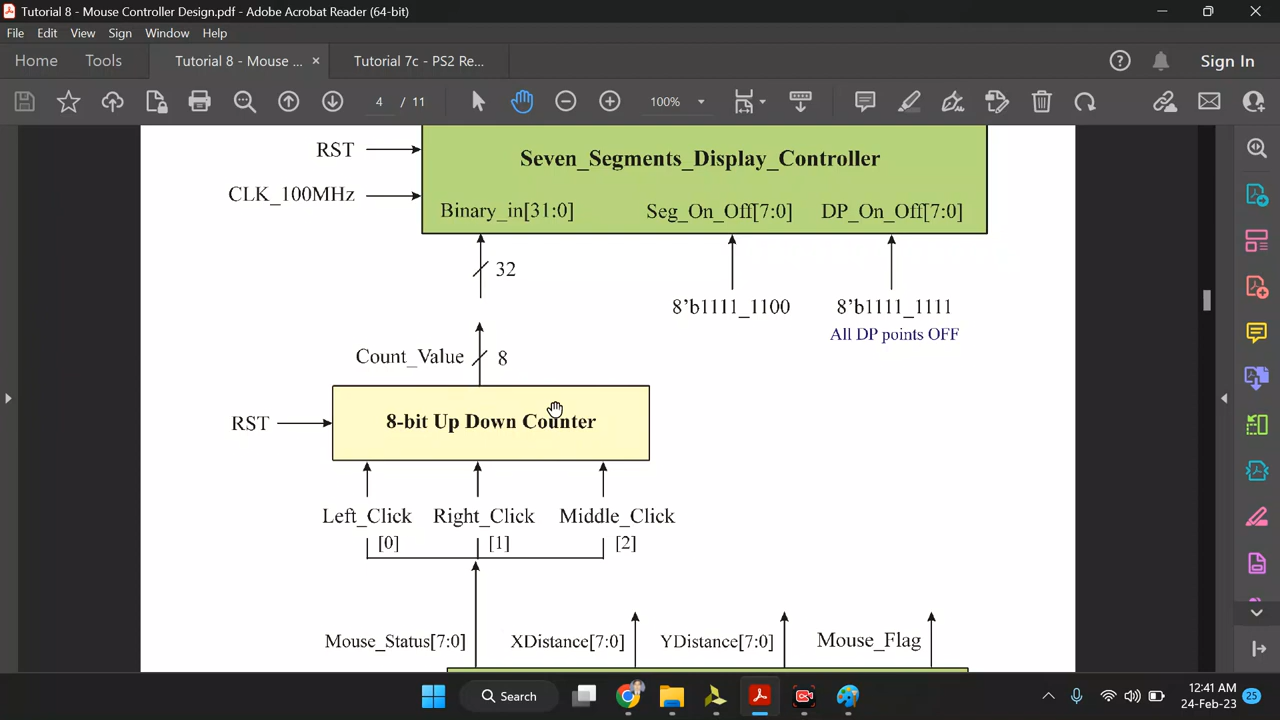 Tutorial 8 - Mouse Controller Design.pdf - Adobe Acrobat Reader (64-bit)
File Edit View Sign Window Help
Home Tools Tutorial 8 - Mouse ... × Tutorial 7c - PS2 Re... Sign In
4 / 11 100%
RST
Seven_Segments_Display_Controller
CLK_100MHz
Binary_in[31:0] Seg_On_Off[7:0] DP_On_Off[7:0]
32
8’b1111_1100 8’b1111_1111
All DP points OFF
Count_Value 8
RST 8-bit Up Down Counter
Left_Click Right_Click Middle_Click
[0] [1] [2]
Mouse_Status[7:0] XDistance[7:0] YDistance[7:0] Mouse_Flag
Search
12:41 AM
24-Feb-23 25